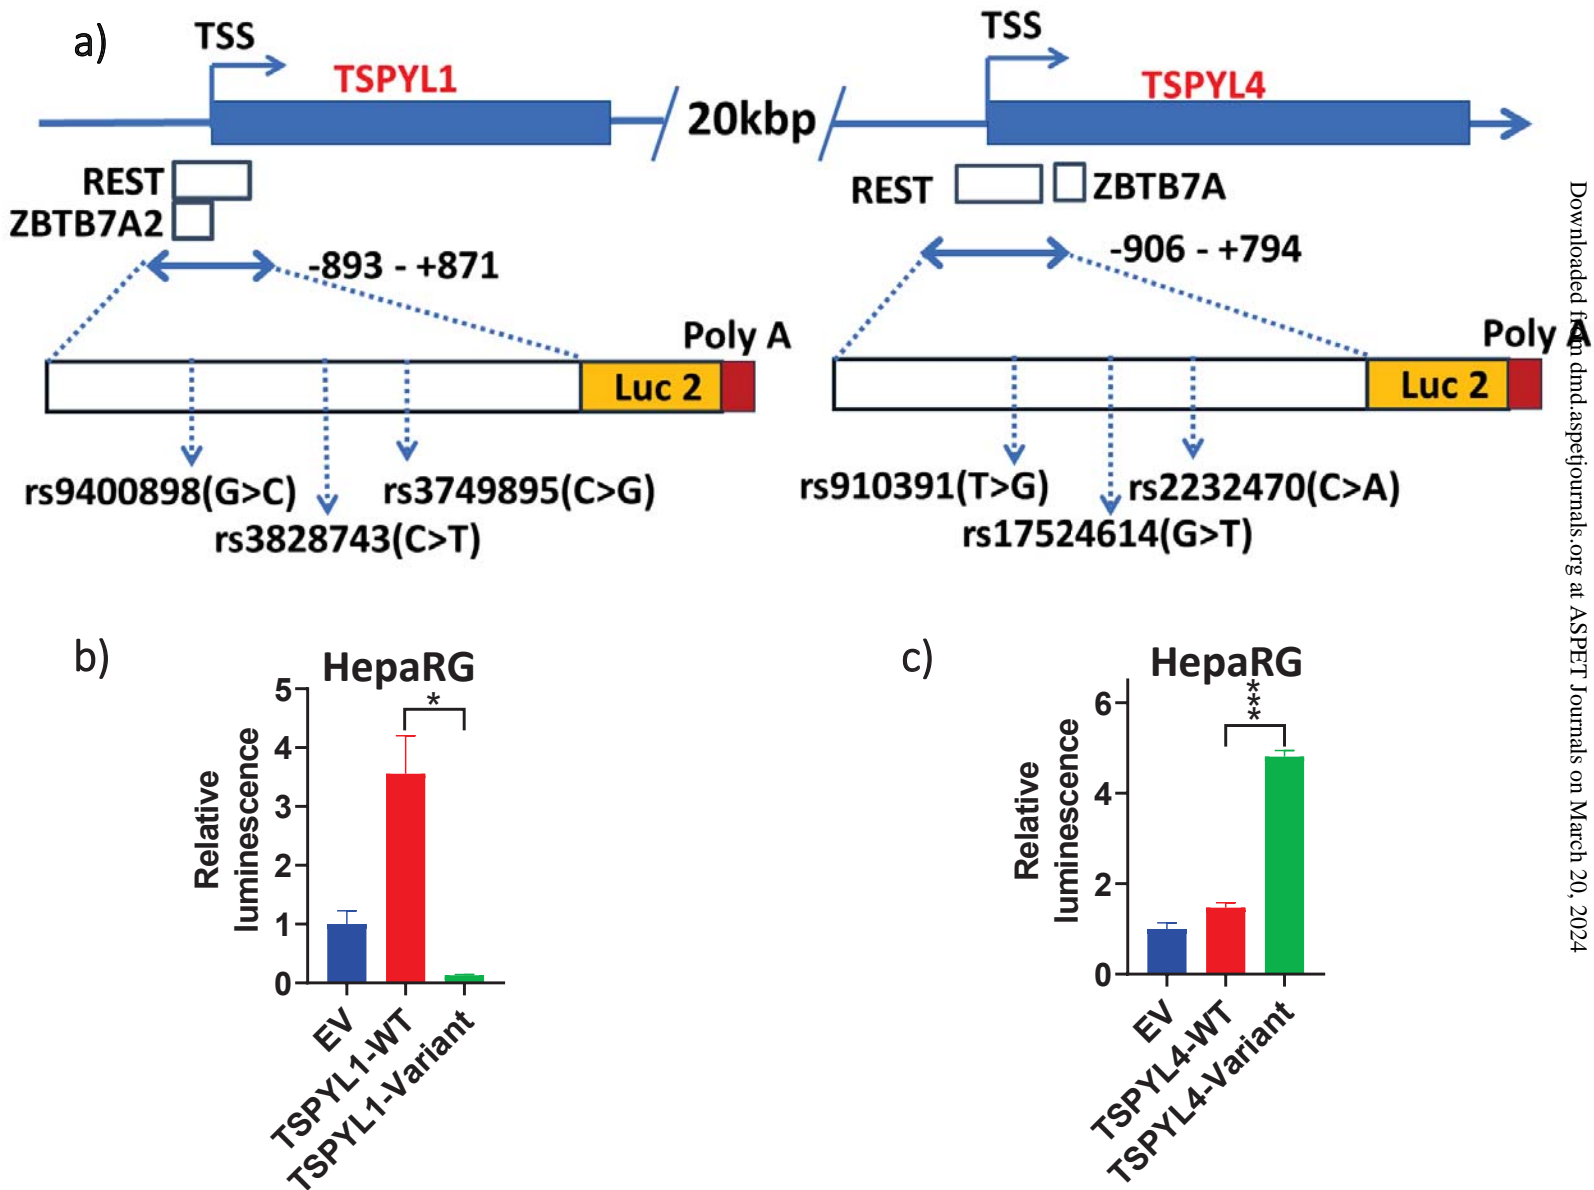 a)
TSS
TSPYL1
20kbp
TSS
TSPYL4
REST
ZBTB7A2
-893 - +871
REST
ZBTB7A
-906 - +794
Poly A
Luc 2
Poly A
Luc 2
rs9400898(G>C)
rs3749895(C>G)
rs3828743(C>T)
rs910391(T>G)
rs2232470(C>A)
rs17524614(G>T)
b)
HepaRG
*
Relative
luminescence
5
4
3
2
1
0
EV
TSPYL1-WT
TSPYL1-Variant
c)
HepaRG
***
Relative
luminescence
6
4
2
0
EV
TSPYL4-WT
TSPYL4-Variant
Downloaded from dmd.aspetjournals.org at ASPET Journals on March 20, 2024